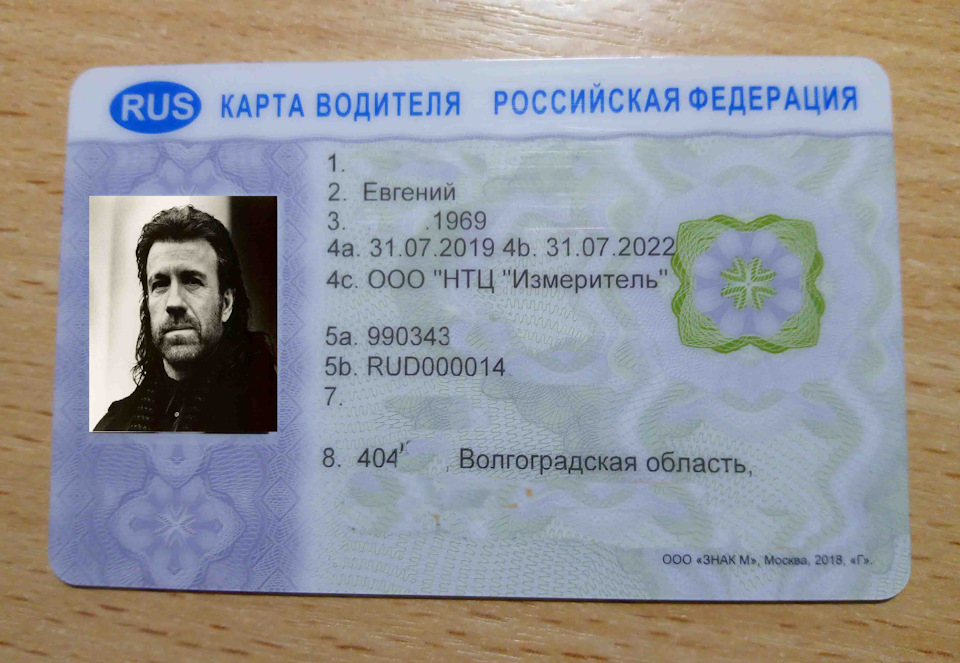 RUS КАРТА ВОДИТЕЛЯ РОССИЙСКАЯ ФЕДЕРАЦИЯ
1.
2. Евгений
3. .1969
4a. 31.07.2019 4b. 31.07.2022
4c. ООО "НТЦ "Измеритель"
5a. 990343
5b. RUD000014
7.
8. 404 , Волгоградская область,
ООО «ЗНАК М», Москва, 2018, «Г».